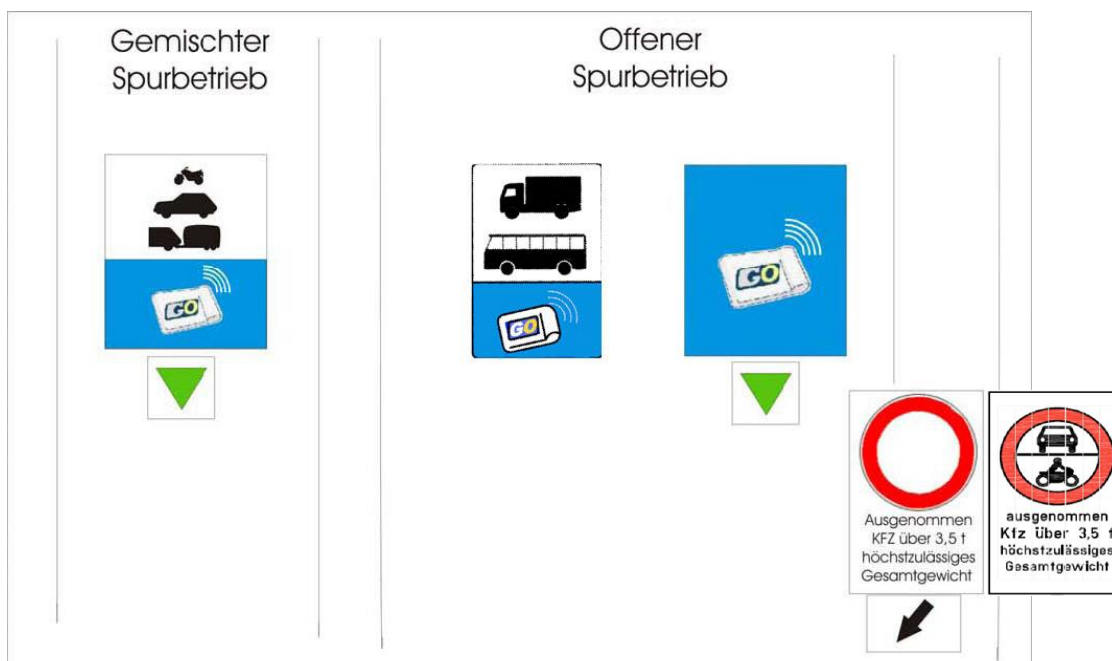 Gemischter
Spurbetrieb
Offener
Spurbetrieb
GO
GO
GO
Ausgenommen
KFZ über 3,5 t
höchstzulässiges
Gesamtgewicht
ausgenommen
Kfz über 3,5 t
höchstzulässiges
Gesamtgewicht